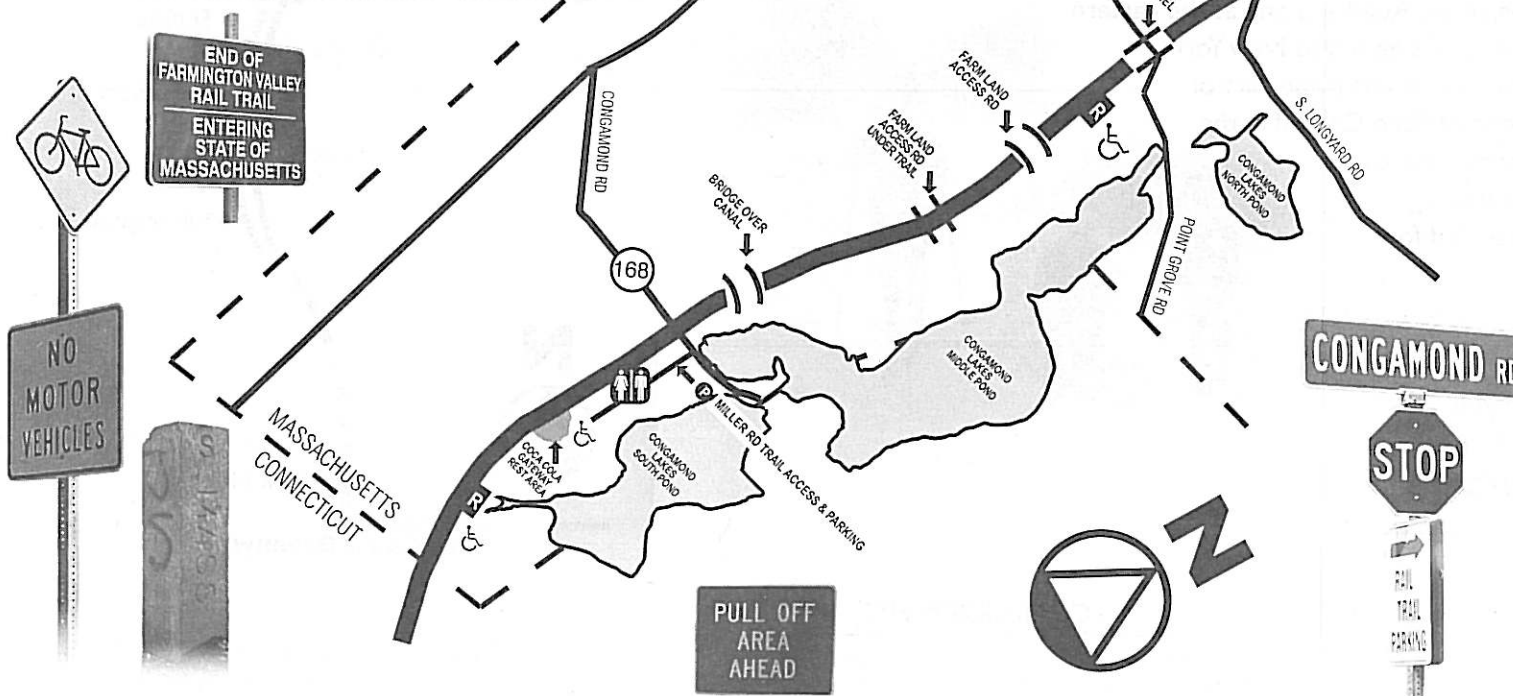 END OF
FARMINGTON VALLEY
RAIL TRAIL
ENTERING
STATE OF
MASSACHUSETTS
NO
MOTOR
VEHICLES
CONGAMOND RD
168
BRIDGE OVER
CANAL
FARM LAND
ACCESS RD
UNDER TRAIL
FARM LAND
ACCESS RD
R
S. LONGYARD RD
CONGAMOND
LAKES
NORTH POND
POINT GROVE RD
CONGAMOND
LAKES
MIDDLE POND
P
MILLER RD TRAIL ACCESS & PARKING
CONGAMOND
LAKES
SOUTH POND
COCA COLA
GATEWAY
REST AREA
R
MASSACHUSETTS
CONNECTICUT
PULL OFF
AREA
AHEAD
N
CONGAMOND RD
STOP
RAIL
TRAIL
PARKING